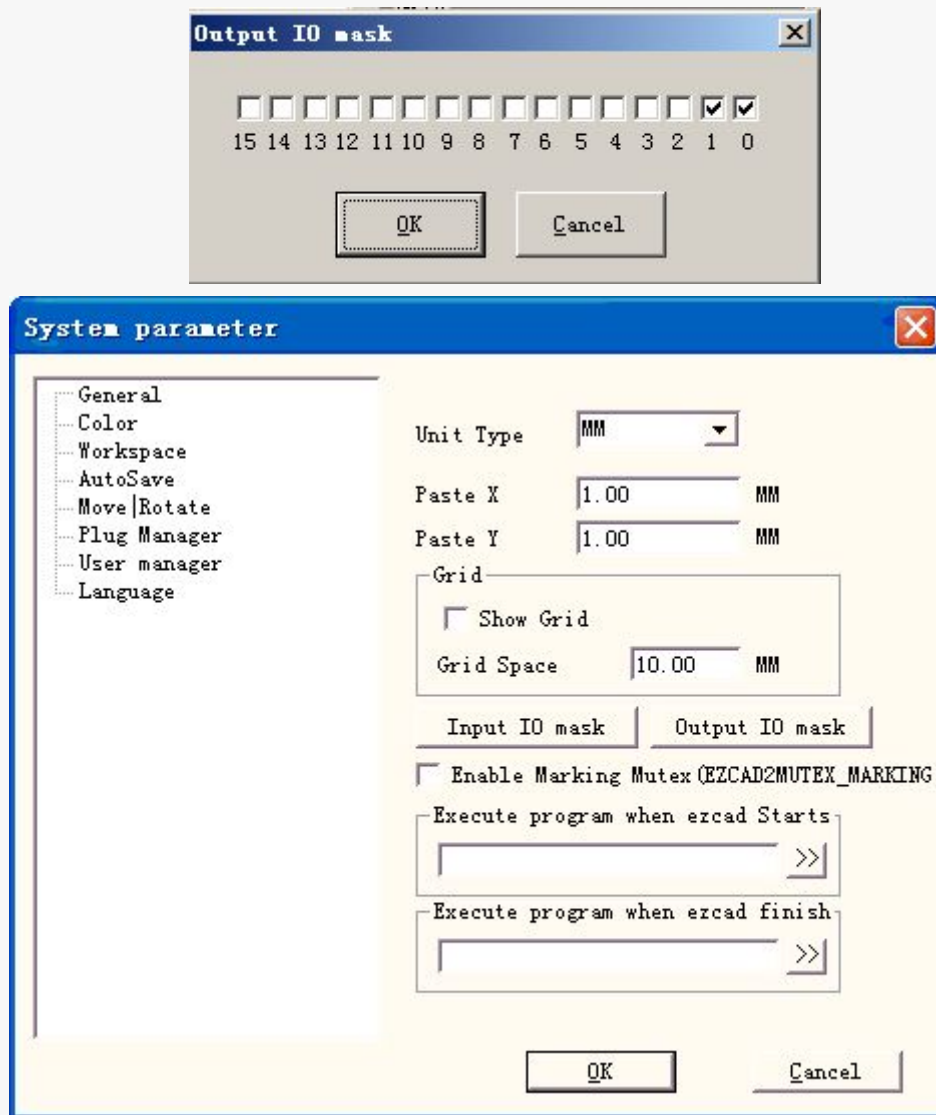 Output IO mask
15 14 13 12 11 10 9 8 7 6 5 4 3 2 1 0
OK Cancel
System parameter
General
Color
Workspace
AutoSave
Move|Rotate
Plug Manager
User manager
Language
Unit Type MM
Paste X 1.00 MM
Paste Y 1.00 MM
Grid
Show Grid
Grid Space 10.00 MM
Input IO mask Output IO mask
Enable Marking Mutex(EZCAD2MUTEX_MARKING
Execute program when ezcad Starts
>>
Execute program when ezcad finish
>>
OK Cancel